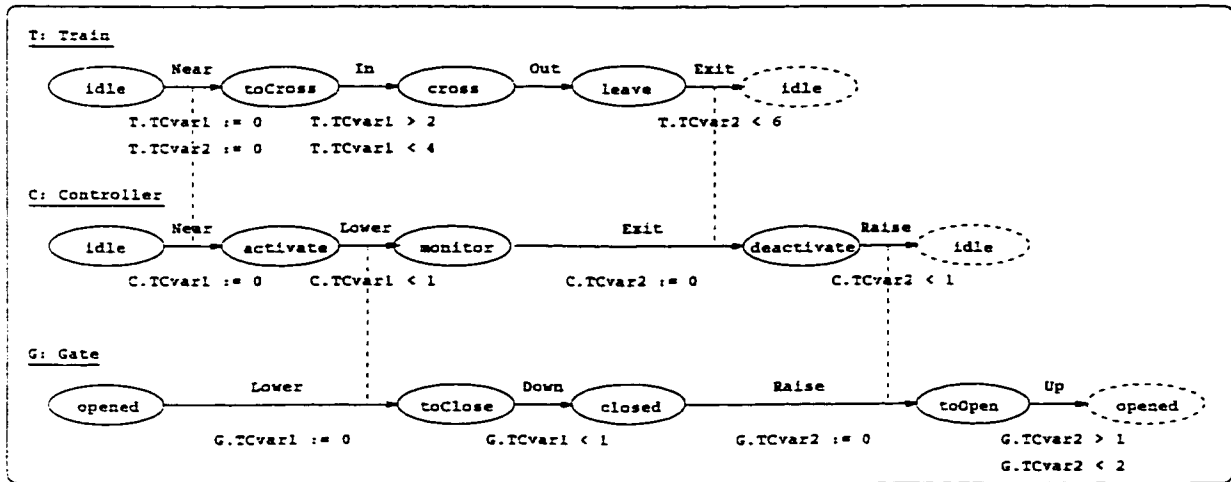 T: Train
Near In Out Exit
idle toCross cross leave idle
T.TCvar1 := 0 T.TCvar1 > 2 T.TCvar2 < 6
T.TCvar2 := 0 T.TCvar1 < 4
C: Controller
Near Lower Exit Raise
idle activate monitor deactivate idle
C.TCvar1 := 0 C.TCvar1 < 1 C.TCvar2 := 0 C.TCvar2 < 1
G: Gate
Lower Down Raise Up
opened toClose closed toOpen opened
G.TCvar1 := 0 G.TCvar1 < 1 G.TCvar2 := 0 G.TCvar2 > 1
G.TCvar2 < 2